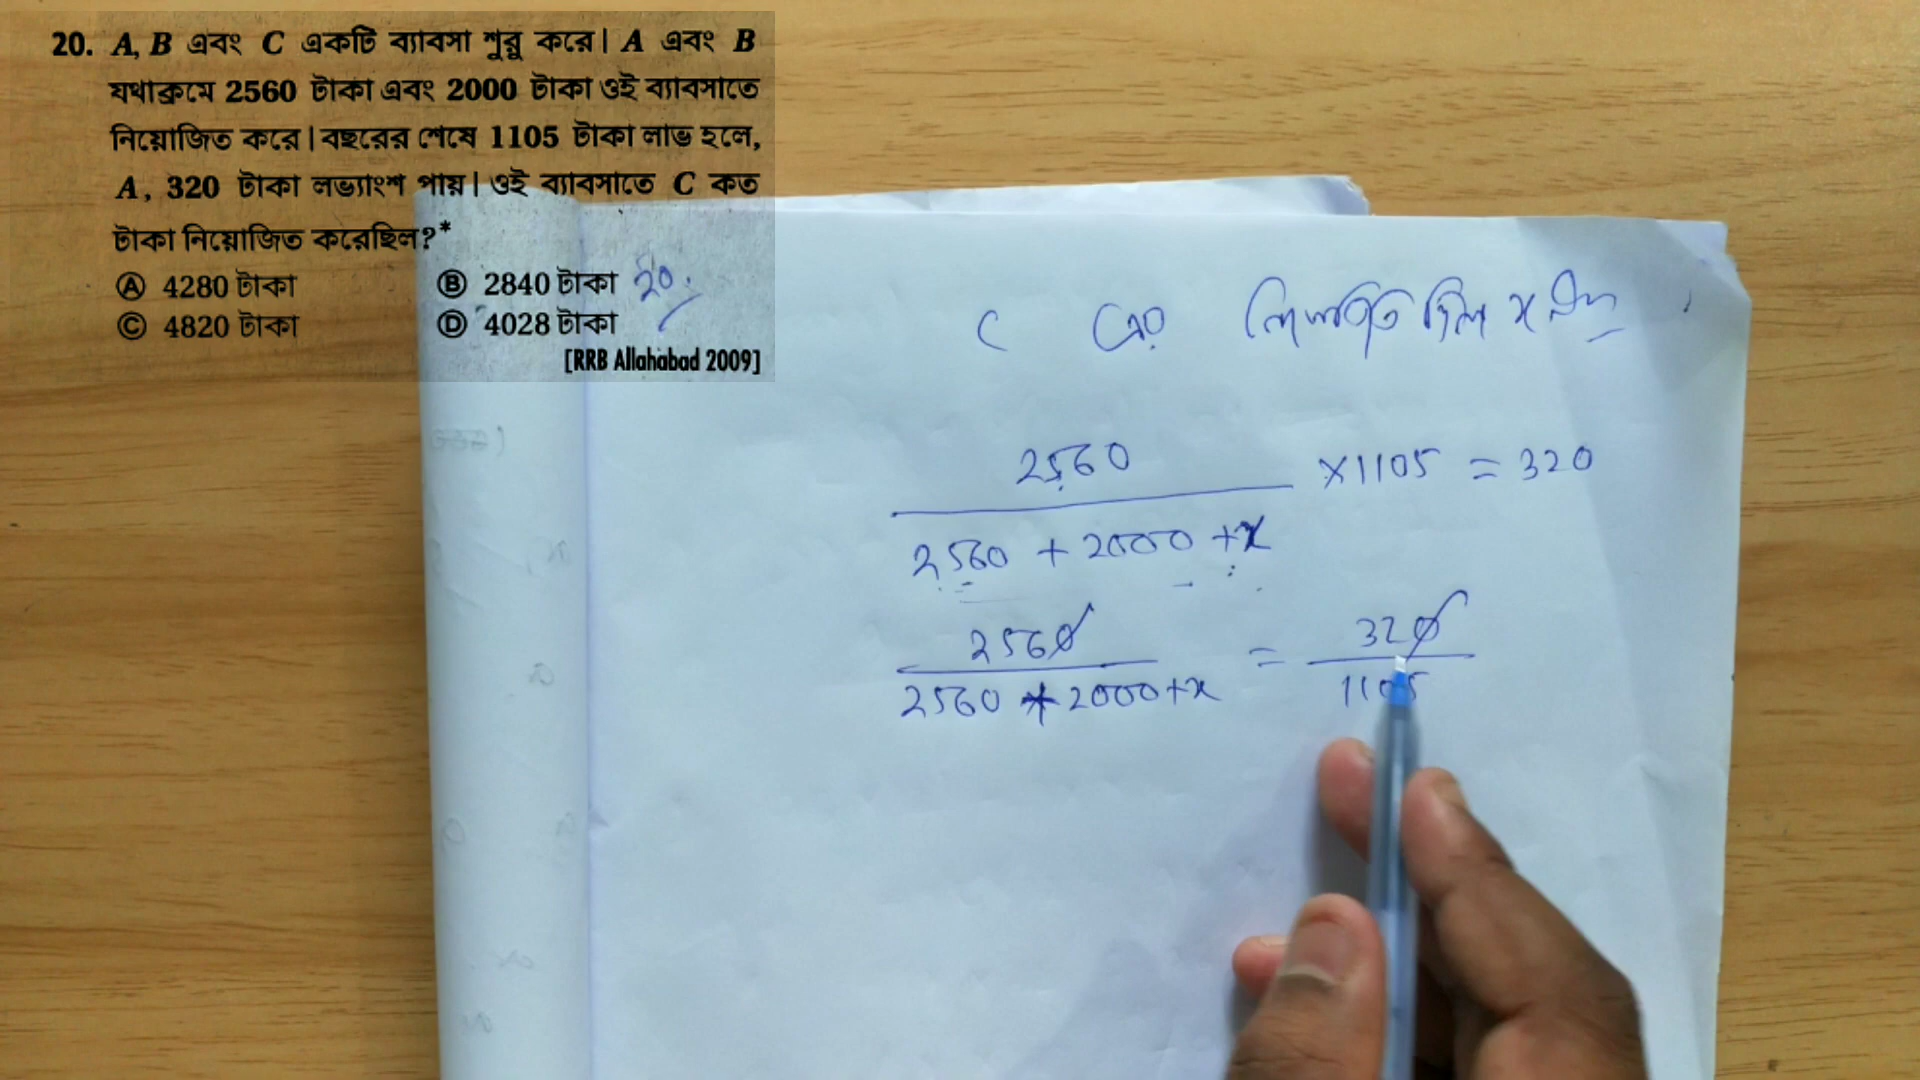 20. A, B এবং C একটি ব্যাবসা শুরু করে। A এবং B
যথাক্রমে 2560 টাকা এবং 2000 টাকা ওই ব্যাবসাতে
নিয়োজিত করে। বছরের শেষে 1105 টাকা লাভ হলে,
A, 320 টাকা লভ্যাংশ পায়। ওই ব্যাবসাতে C কত
টাকা নিয়োজিত করেছিল?*
Ⓐ 4280 টাকা Ⓑ 2840 টাকা
Ⓒ 4820 টাকা Ⓓ 4028 টাকা
[RRB Allahabad 2009]
20.
C এর ছিল x
2560
2560 + 2000 + x
×1105 = 320
2560
2560 + 2000 + x
=
320
1105